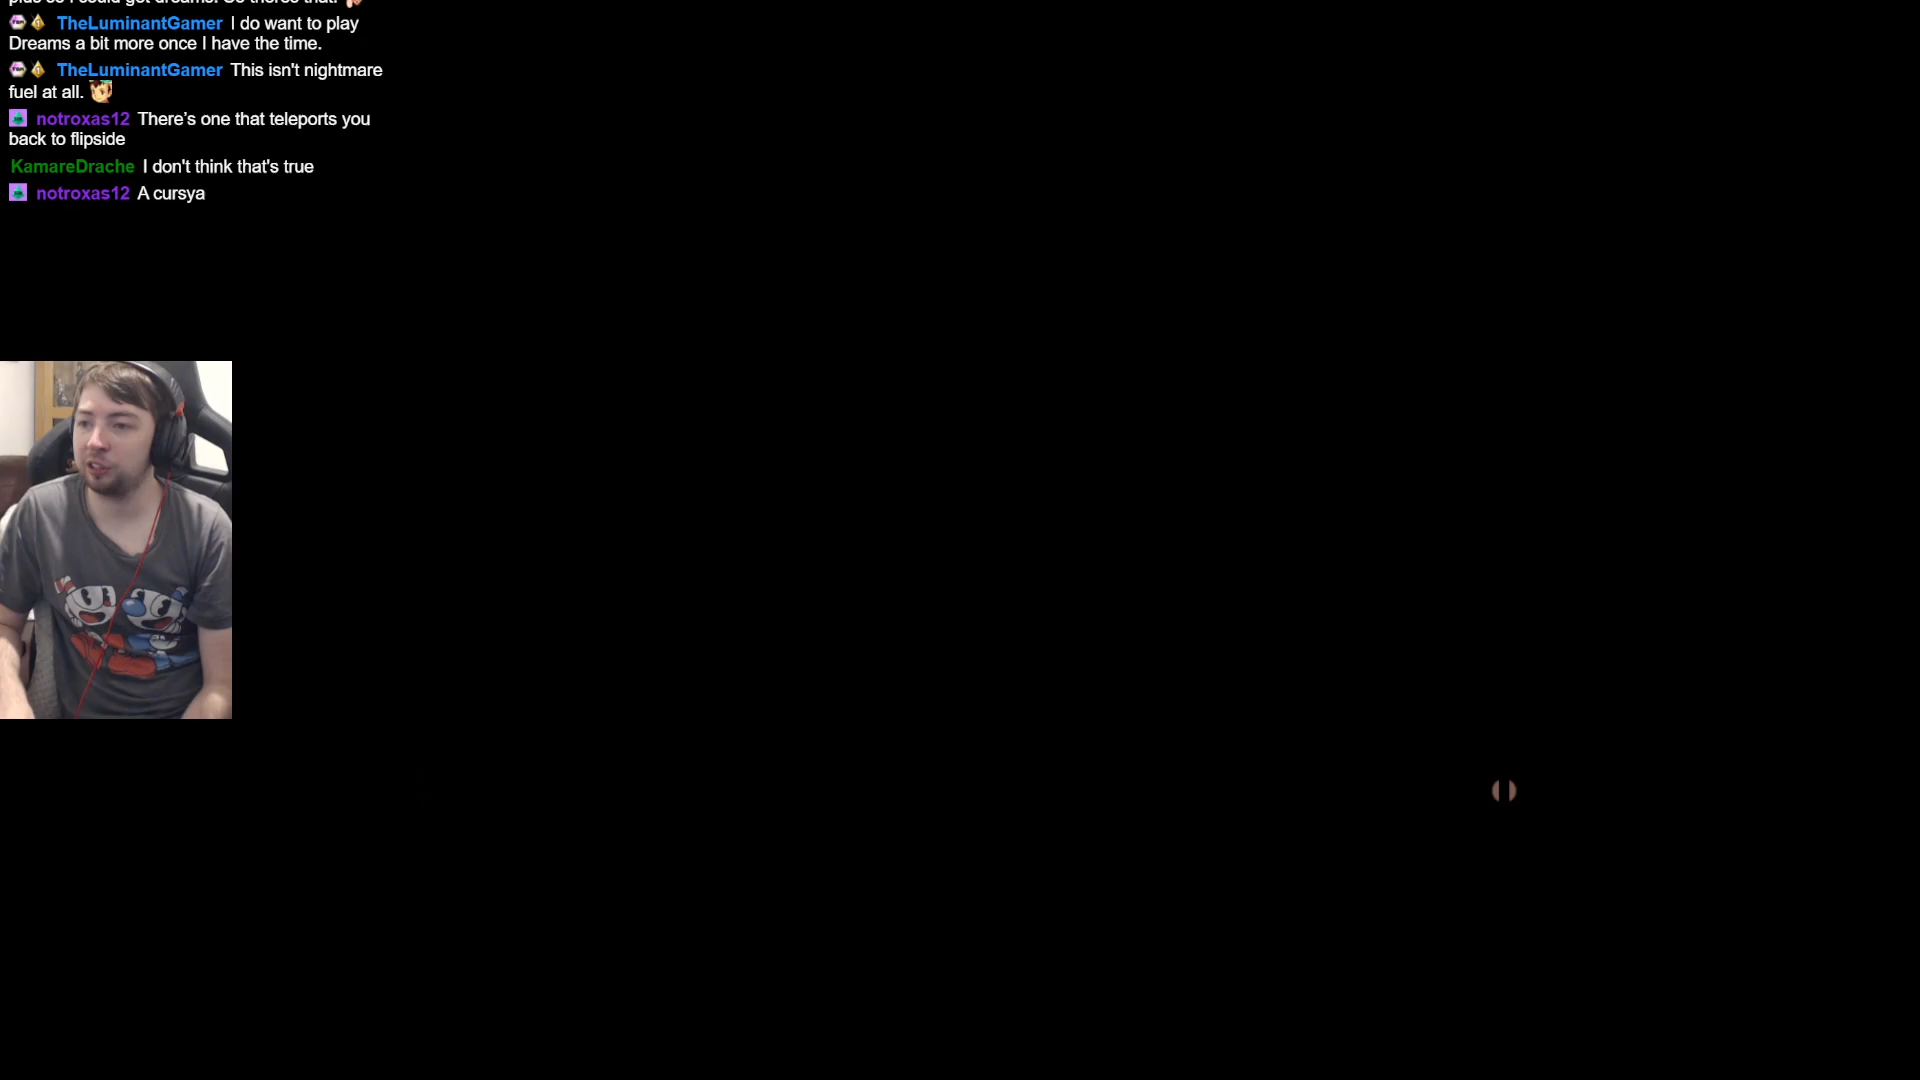 TheLuminantGamer I do want to play
Dreams a bit more once I have the time.
TheLuminantGamer This isn't nightmare
fuel at all.
notroxas12 There's one that teleports you
back to flipside
KamareDrache I don't think that's true
notroxas12 A cursya